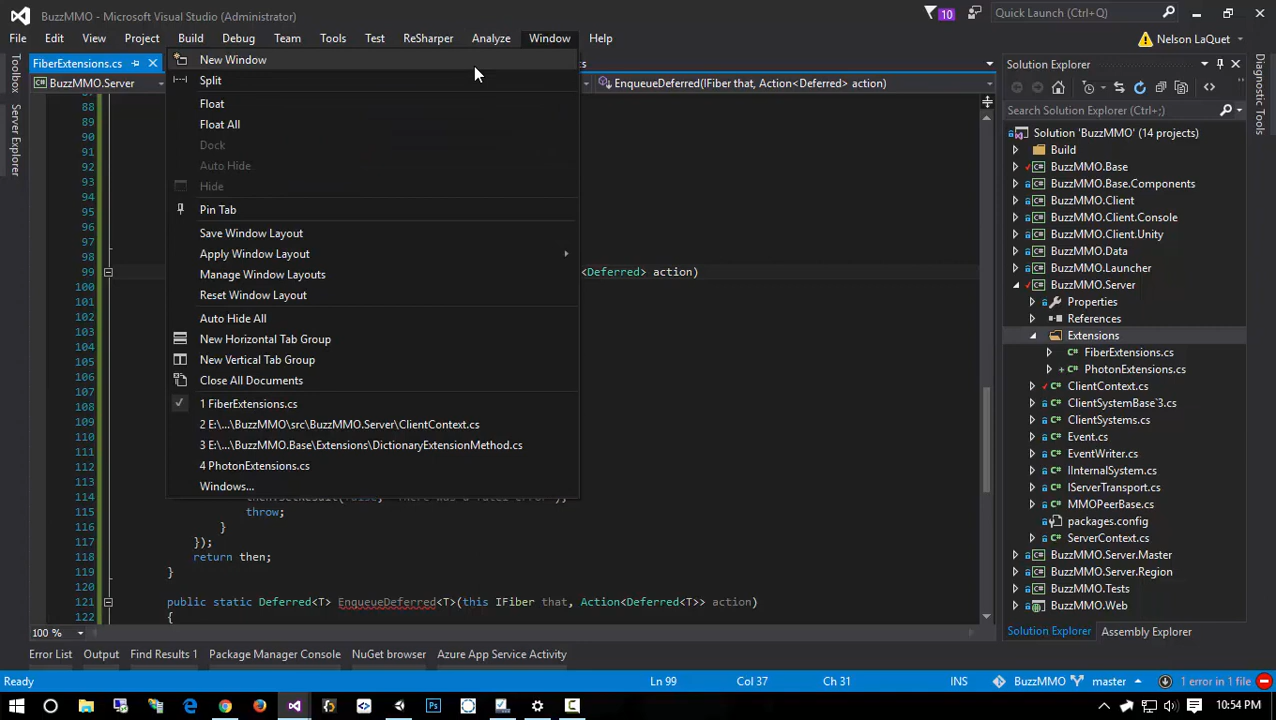 BuzzMMO - Microsoft Visual Studio (Administrator)
10
Quick Launch (Ctrl+Q)
File Edit View Project Build Debug Team Tools Test ReSharper Analyze Window Help
Nelson LaQuet
FiberExtensions.cs
BuzzMMO.Server
EnqueueDeferred(IFiber that, Action<Deferred> action)
Toolbox
Server Explorer
New Window
Split
Float
Float All
Dock
Auto Hide
Hide
Pin Tab
Save Window Layout
Apply Window Layout
Manage Window Layouts
Reset Window Layout
Auto Hide All
New Horizontal Tab Group
New Vertical Tab Group
Close All Documents
1 FiberExtensions.cs
2 E:\...\BuzzMMO\src\BuzzMMO.Server\ClientContext.cs
3 E:\...\BuzzMMO.Base\Extensions\DictionaryExtensionMethod.cs
4 PhotonExtensions.cs
Windows...
88
89
90
91
92
93
94
95
96
97
98
99 <Deferred> action)
100
101
102
103
104
105
106
107
108
109
110
111
112
113
114
115 throw;
116 }
117 });
118 return then;
119 }
120
121 public static Deferred<T> EnqueueDeferred<T>(this IFiber that, Action<Deferred<T>> action)
122 {
100 %
Solution Explorer
Search Solution Explorer (Ctrl+;)
Solution 'BuzzMMO' (14 projects)
Build
BuzzMMO.Base
BuzzMMO.Base.Components
BuzzMMO.Client
BuzzMMO.Client.Console
BuzzMMO.Client.Unity
BuzzMMO.Data
BuzzMMO.Launcher
BuzzMMO.Server
Properties
References
Extensions
FiberExtensions.cs
PhotonExtensions.cs
ClientContext.cs
ClientSystemBase`3.cs
ClientSystems.cs
Event.cs
EventWriter.cs
IInternalSystem.cs
IServerTransport.cs
MMOPeerBase.cs
packages.config
ServerContext.cs
BuzzMMO.Server.Master
BuzzMMO.Server.Region
BuzzMMO.Tests
BuzzMMO.Web
Solution Explorer Assembly Explorer
Diagnostic Tools
Error List Output Find Results 1 Package Manager Console NuGet browser Azure App Service Activity
Ready Ln 99 Col 37 Ch 31 INS BuzzMMO master 1 error in 1 file
10:54 PM